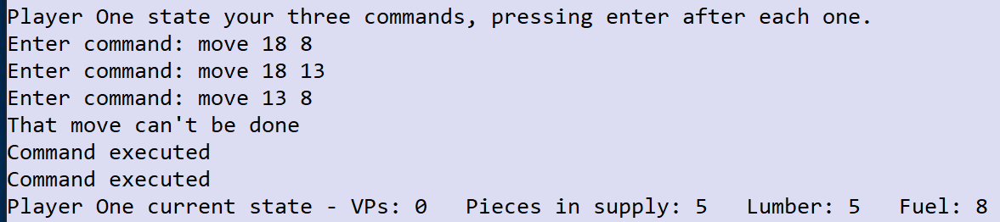 Player One state your three commands, pressing enter after each one.
Enter command: move 18 8
Enter command: move 18 13
Enter command: move 13 8
That move can't be done
Command executed
Command executed
Player One current state - VPs: 0   Pieces in supply: 5   Lumber: 5   Fuel: 8